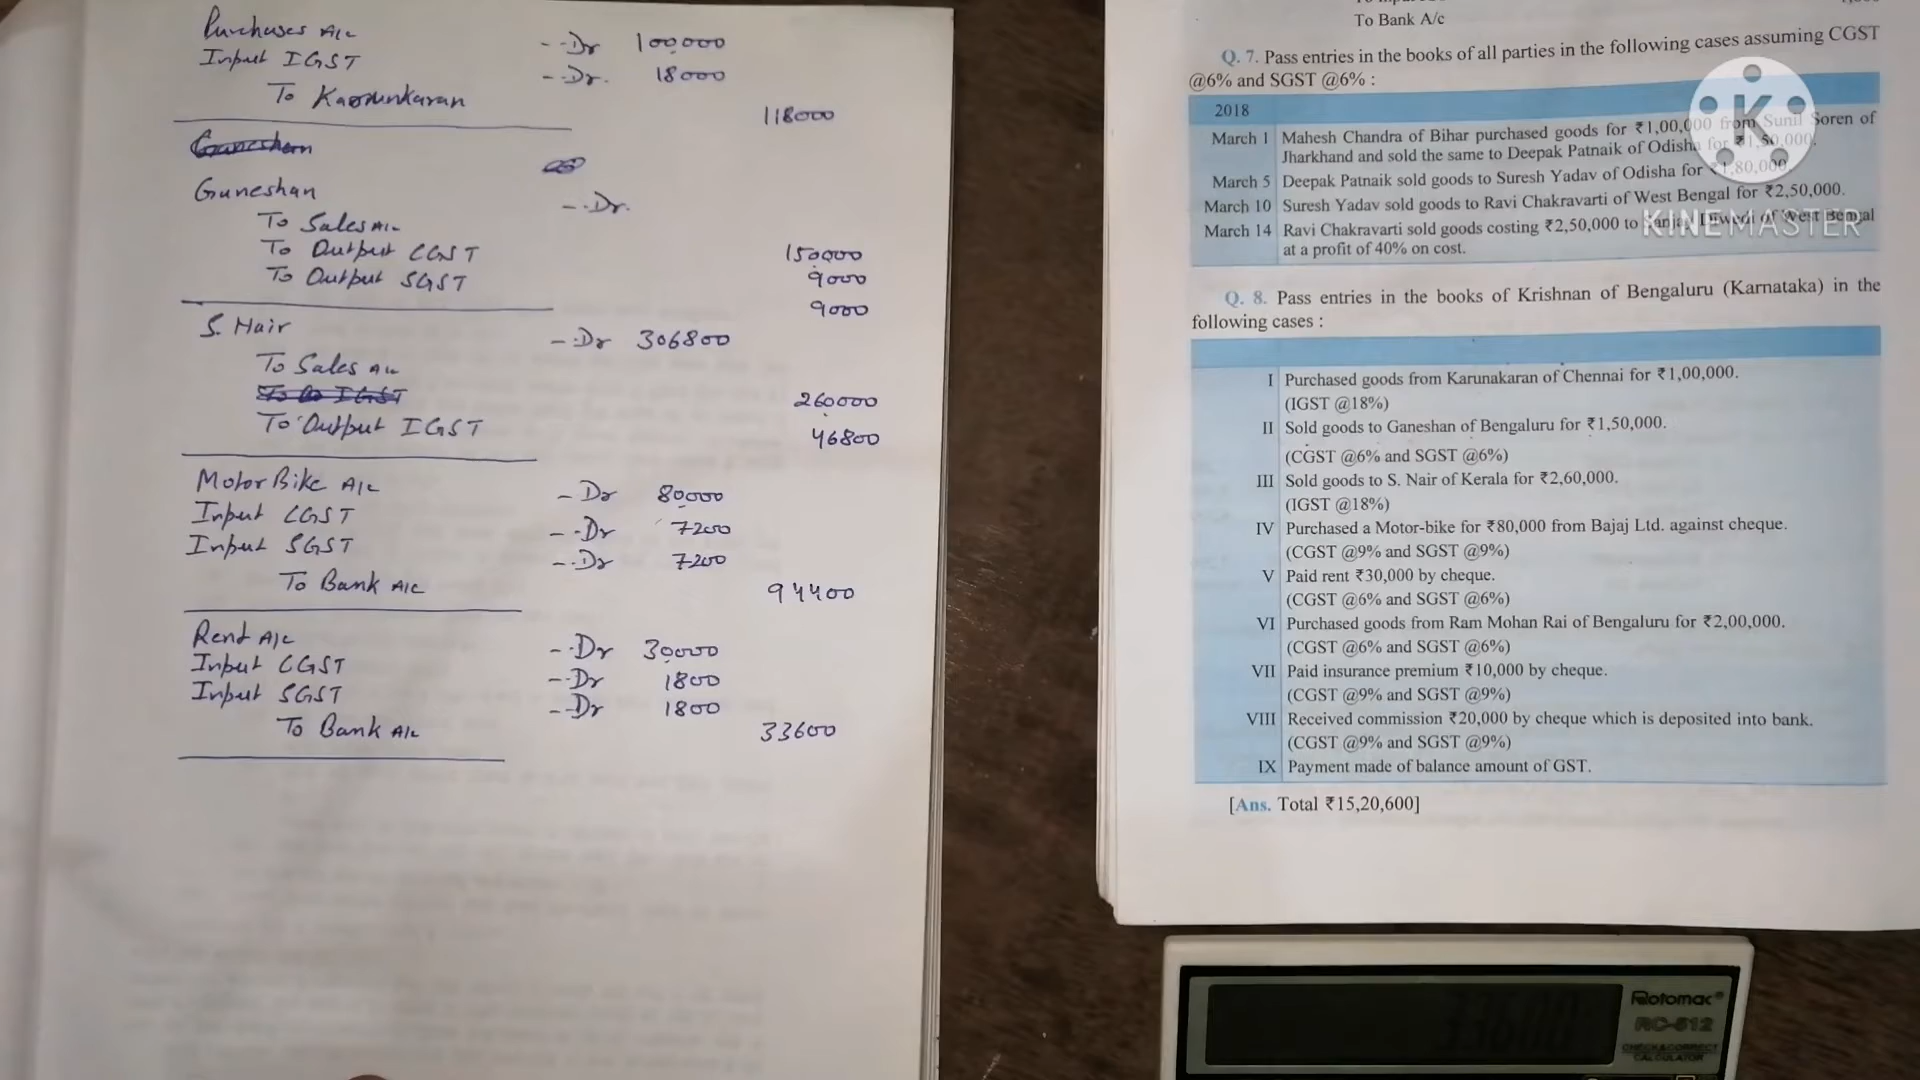 Purchases A/c --Dr 100,000
Input IGST --Dr. 18000
To Karunkaran 118000
Guneshan --Dr.
To Sales A/c 150000
To Output CGST 9000
To Output SGST 9000
S. Nair --Dr 306800
To Sales A/c 260000
To Output IGST 46800
Motor Bike A/c -Dr 80,000
Input CGST --Dr 7200
Input SGST --Dr 7200
To Bank A/c 94400
Rent A/c --Dr 30000
Input CGST --Dr 1800
Input SGST --Dr 1800
To Bank A/c 33600
To Bank A/c
Q. 7. Pass entries in the books of all parties in the following cases assuming CGST
@6% and SGST @6% :
2018
March 1 Mahesh Chandra of Bihar purchased goods for ₹1,00,000 from Sunil Soren of
Jharkhand and sold the same to Deepak Patnaik of Odisha for ₹1,50,000.
March 5 Deepak Patnaik sold goods to Suresh Yadav of Odisha for ₹1,80,000.
March 10 Suresh Yadav sold goods to Ravi Chakravarti of West Bengal for ₹2,50,000.
March 14 Ravi Chakravarti sold goods costing ₹2,50,000 to of West Bengal
at a profit of 40% on cost.
K
KINEMASTER
Q. 8. Pass entries in the books of Krishnan of Bengaluru (Karnataka) in the
following cases :
I Purchased goods from Karunakaran of Chennai for ₹1,00,000.
(IGST @18%)
II Sold goods to Ganeshan of Bengaluru for ₹1,50,000.
(CGST @6% and SGST @6%)
III Sold goods to S. Nair of Kerala for ₹2,60,000.
(IGST @18%)
IV Purchased a Motor-bike for ₹80,000 from Bajaj Ltd. against cheque.
(CGST @9% and SGST @9%)
V Paid rent ₹30,000 by cheque.
(CGST @6% and SGST @6%)
VI Purchased goods from Ram Mohan Rai of Bengaluru for ₹2,00,000.
(CGST @6% and SGST @6%)
VII Paid insurance premium ₹10,000 by cheque.
(CGST @9% and SGST @9%)
VIII Received commission ₹20,000 by cheque which is deposited into bank.
(CGST @9% and SGST @9%)
IX Payment made of balance amount of GST.
[Ans. Total ₹15,20,600]
33600
Rotomac
RC-512
CHECK&CORRECT
CALCULATOR